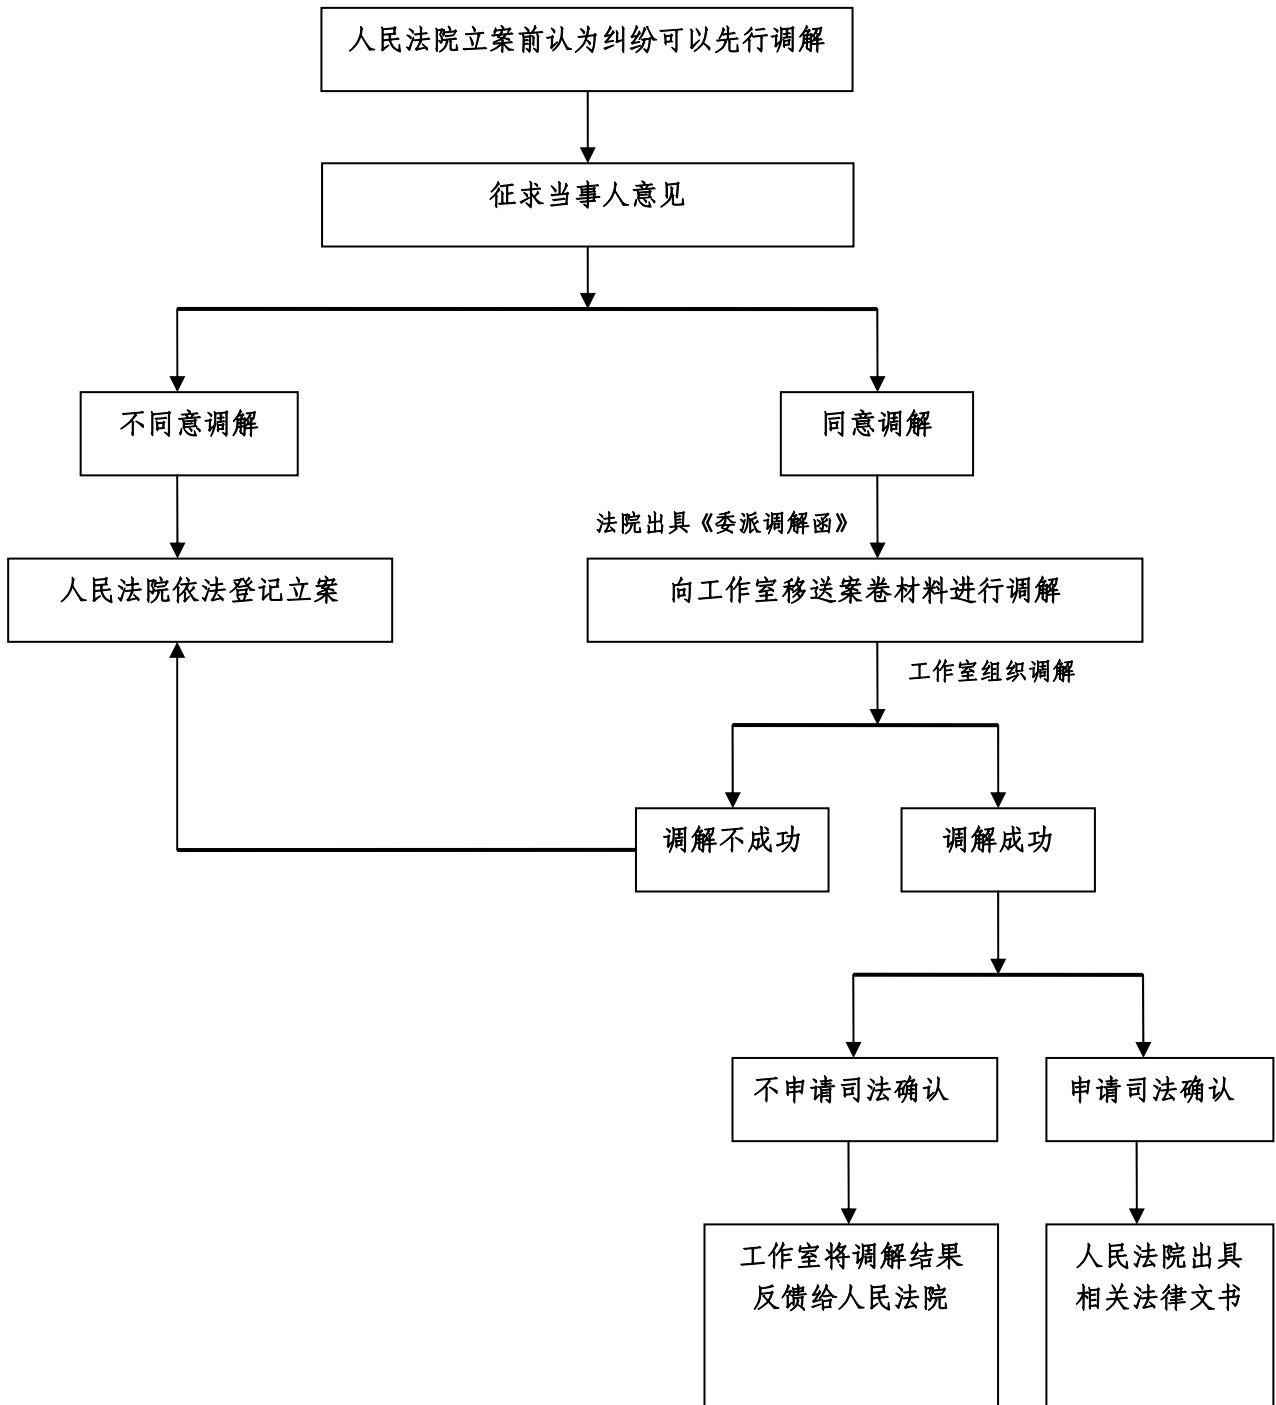 人民法院立案前认为纠纷可以先行调解
征求当事人意见
不同意调解
同意调解
法院出具《委派调解函》
人民法院依法登记立案
向工作室移送案卷材料进行调解
工作室组织调解
调解不成功
调解成功
不申请司法确认
申请司法确认
工作室将调解结果
反馈给人民法院
人民法院出具
相关法律文书